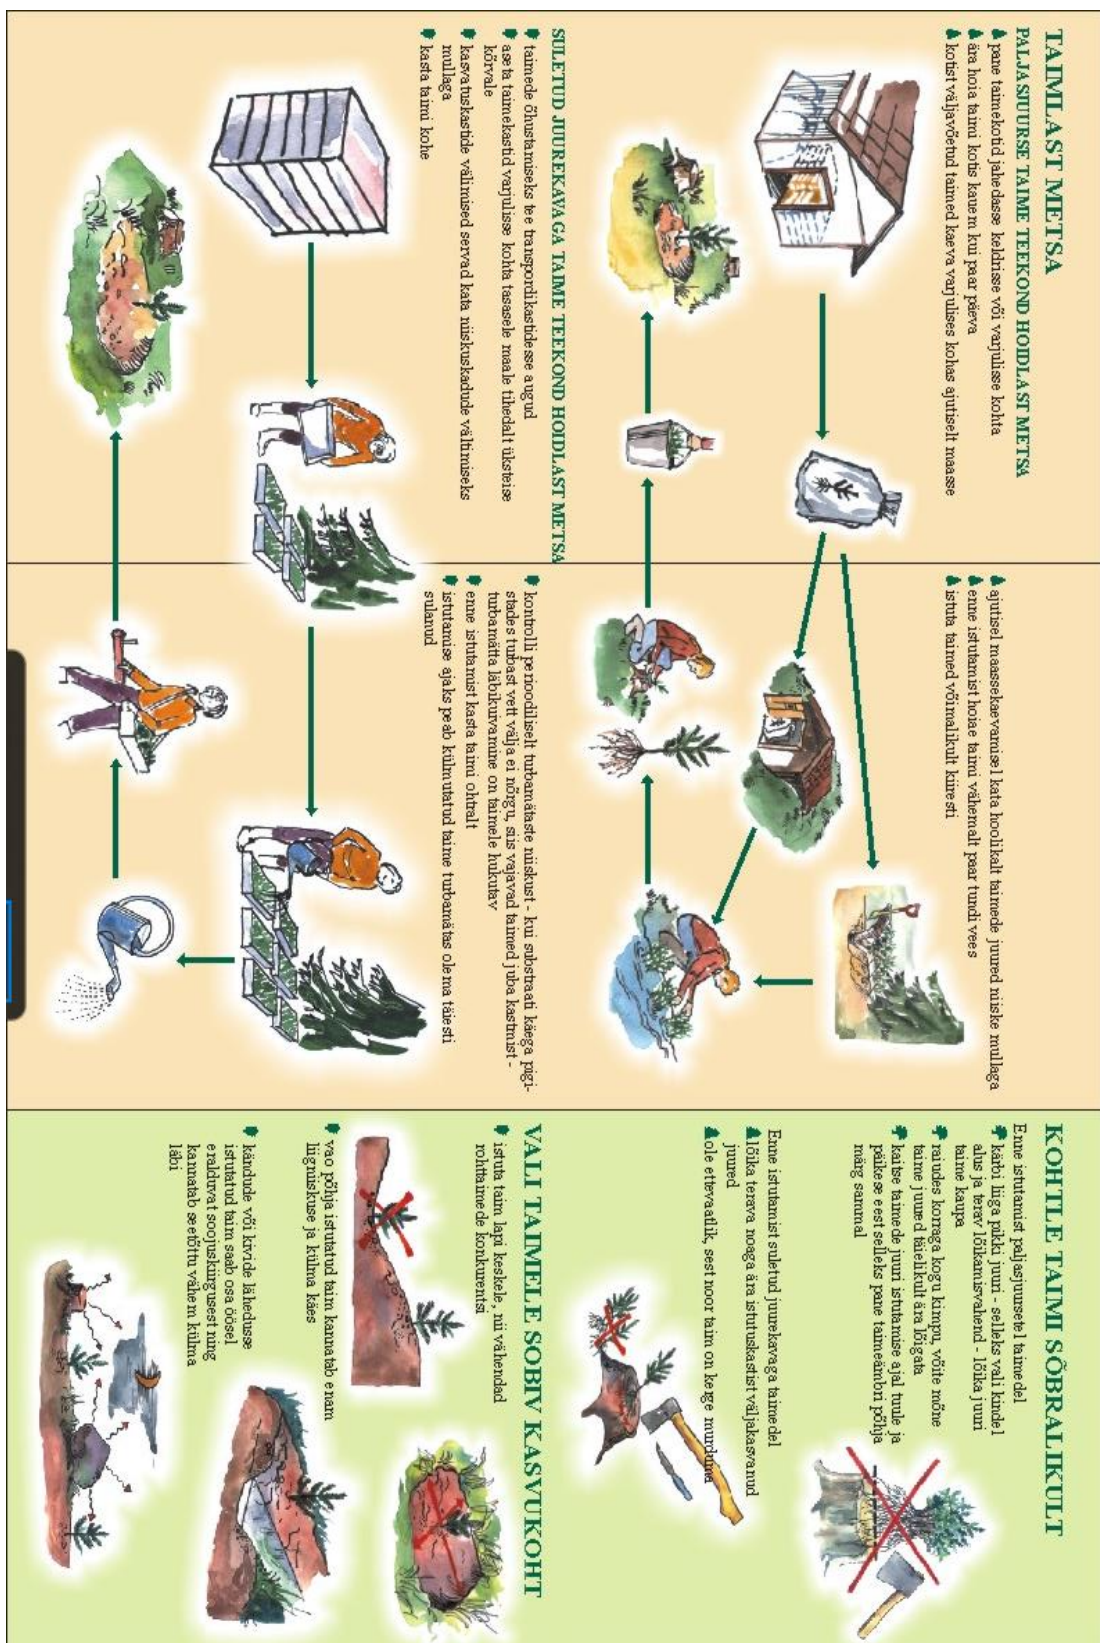 TAIMLAST METSA
PALJASJUURSE TAIME TEEKOND HOIDLAST METSA
pane taimekotid jahedasse keldrisse või varjulisse kohta
ära hoia taimi kotis kauem kui paar päeva
kotist väljavõetud taimed kaeva varjulises kohas ajutiselt maasse
ajutisel maassekaevamisel kata hoolikalt taimede juured niiske mullaga
enne istutamist hoiae taimi vähemalt paar tundi vees
istuta taimed võimalikult kiiresti
SULETUD JUUREKAVAGA TAIME TEEKOND HOIDLAST METSA
taimede õhustamiseks tee transpordikastidesse augud
aseta taimekastid varjulisse kohta tasasele maale tihedalt üksteise
kõrvale
kasvatuskastide välimised servad kata niiskuskadude vältimiseks
mullaga
kasta taimi kohe
kontrolli perioodiliselt turbamätaste niiskust - kui substraati käega pigi-
stades turbast vett välja ei nõrgu, siis vajavad taimed juba kastmist -
turbamätta läbikuivamine on taimele hukutav
enne istutamist kasta taimi ohtralt
istutamise ajaks peab külmutatud taime turbamätas olema täiesti
sulanud
KOHTLE TAIMI SÕBRALIKULT
Enne istutamist paljasjuursetel taimedel
kärbi liiga pikki juuri - selleks vali kindel
alus ja terav lõikamisvahend - lõika juuri
taime kaupa
raiudes korraga kogu kimpu, võite mõne
taime juured täielikult ära lõigata
kaitse taimede juuri istutamise ajal tuule ja
päikese eest selleks pane taimeämbri põhja
märg sammal
Enne istutamist suletud juurekavaga taimedel
lõika terava noaga ära istutuskastist väljakasvanud
juured
ole ettevaatlik, sest noor taim on kerge murduma
VALI TAIMELE SOBIV KASVUKOHT
istuta taim lapi keskele, nii vähendad
rohttaimede konkurentsi
vao põhja istutatud taim kannatab enam
liigniiskuse ja külma käes
kändude või kivide lähedusse
istutatud taim saab osa öösel
eralduvat soojuskiirgusest ning
kannatab seetõttu vähem külma
läbi